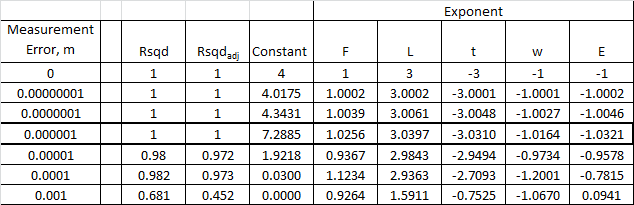 Exponent
Measurement Error, m Rsqd Rsqdadj Constant F L t w E
0 1 1 4 1 3 -3 -1 -1
0.00000001 1 1 4.0175 1.0002 3.0002 -3.0001 -1.0001 -1.0002
0.0000001 1 1 4.3431 1.0039 3.0061 -3.0048 -1.0027 -1.0046
0.000001 1 1 7.2885 1.0256 3.0397 -3.0310 -1.0164 -1.0321
0.00001 0.98 0.972 1.9218 0.9367 2.9843 -2.9494 -0.9734 -0.9578
0.0001 0.982 0.973 0.0300 1.1234 2.9363 -2.7093 -1.2001 -0.7815
0.001 0.681 0.452 0.0000 0.9264 1.5911 -0.7525 -1.0670 0.0941